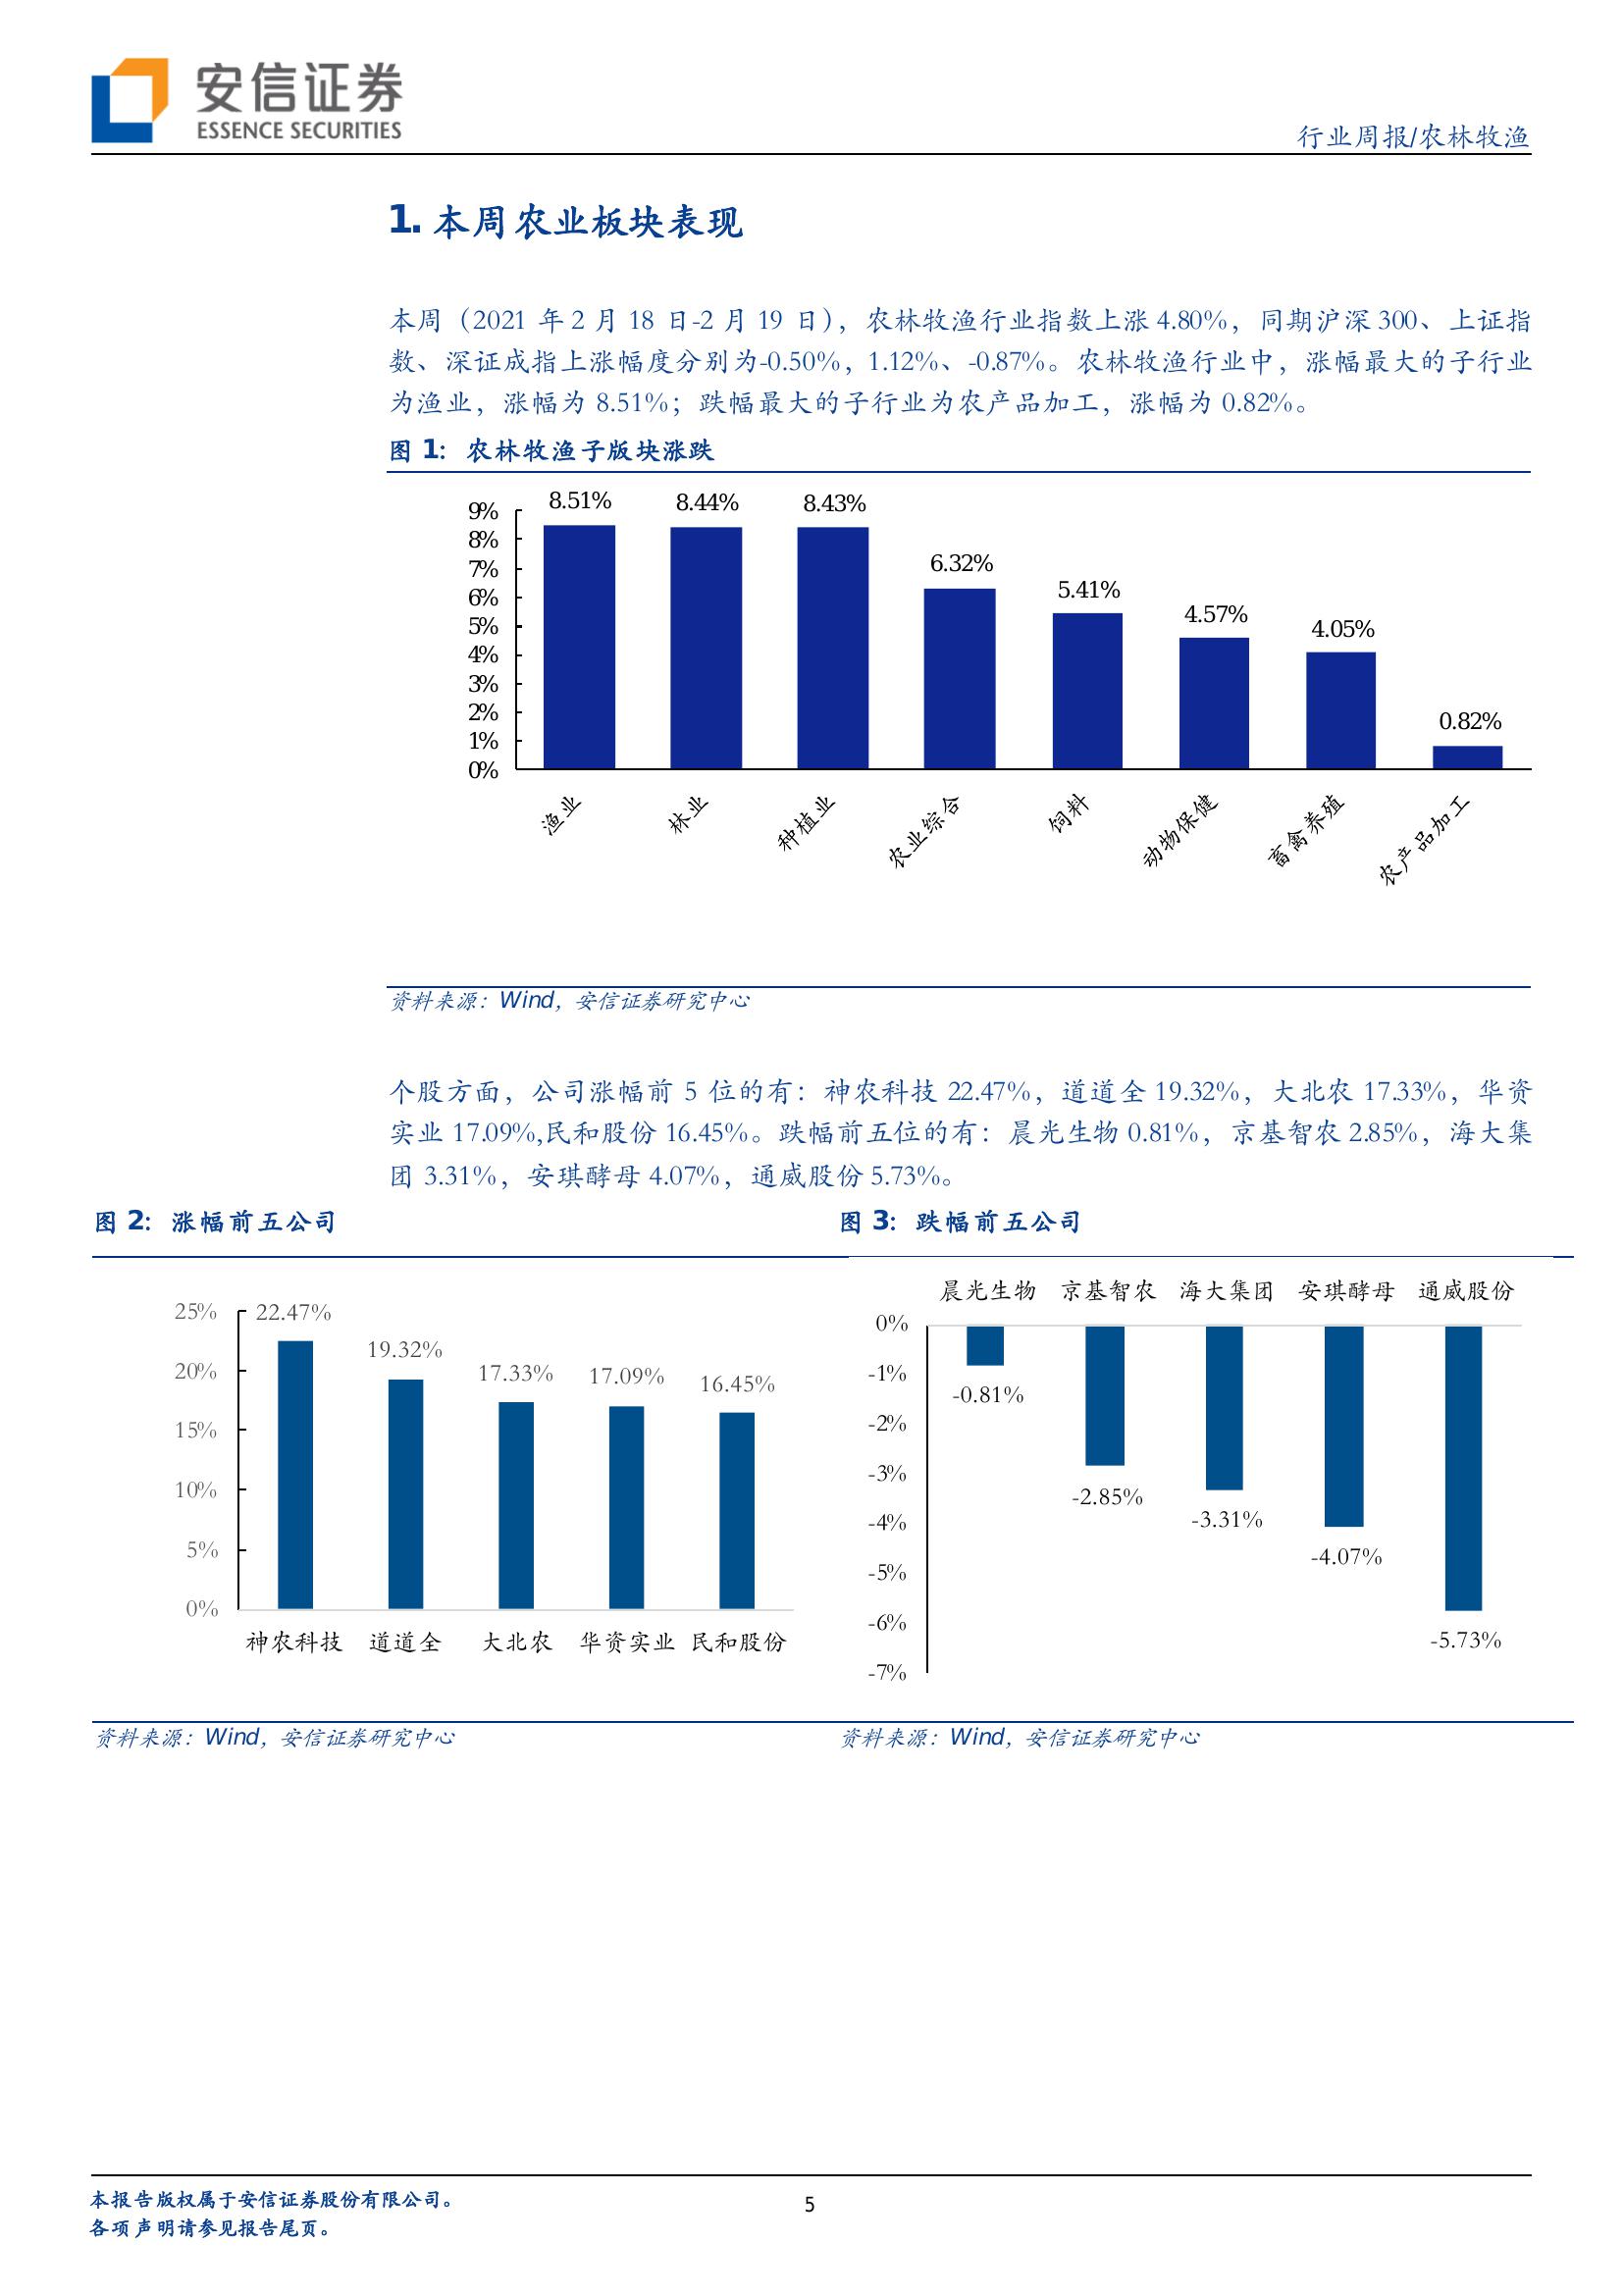 安信证券
ESSENCE SECURITIES
行业周报/农林牧渔
1. 本周农业板块表现
本周（2021 年 2 月 18 日-2 月 19 日），农林牧渔行业指数上涨 4.80%，同期沪深 300、上证指
数、深证成指上涨幅度分别为-0.50%，1.12%、-0.87%。农林牧渔行业中，涨幅最大的子行业
为渔业，涨幅为 8.51%；跌幅最大的子行业为农产品加工，涨幅为 0.82%。
图 1：农林牧渔子版块涨跌
9%
8%
7%
6%
5%
4%
3%
2%
1%
0%
8.51%
8.44%
8.43%
6.32%
5.41%
4.57%
4.05%
0.82%
渔业
林业
种植业
农业综合
饲料
动物保健
畜禽养殖
农产品加工
资料来源：Wind，安信证券研究中心
个股方面，公司涨幅前 5 位的有：神农科技 22.47%，道道全 19.32%，大北农 17.33%，华资
实业 17.09%,民和股份 16.45%。跌幅前五位的有：晨光生物 0.81%，京基智农 2.85%，海大集
团 3.31%，安琪酵母 4.07%，通威股份 5.73%。
图 2：涨幅前五公司
25%
20%
15%
10%
5%
0%
22.47%
19.32%
17.33%
17.09%
16.45%
神农科技
道道全
大北农
华资实业
民和股份
资料来源：Wind，安信证券研究中心
图 3：跌幅前五公司
晨光生物
京基智农
海大集团
安琪酵母
通威股份
0%
-1%
-2%
-3%
-4%
-5%
-6%
-7%
-0.81%
-2.85%
-3.31%
-4.07%
-5.73%
资料来源：Wind，安信证券研究中心
本报告版权属于安信证券股份有限公司。
各项声明请参见报告尾页。
5